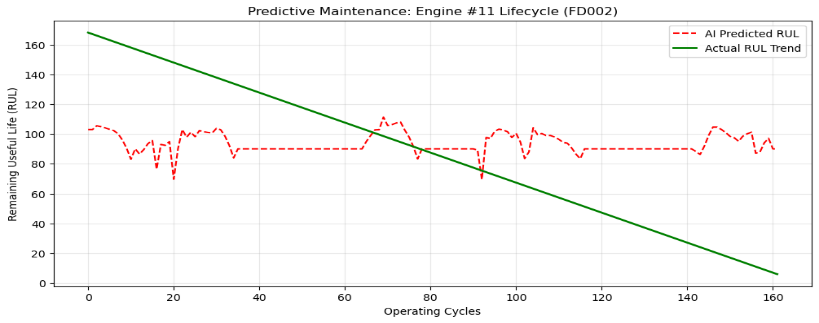 Predictive Maintenance: Engine #11 Lifecycle (FD002)
AI Predicted RUL
Actual RUL Trend
Remaining Useful Life (RUL)
160
140
120
100
80
60
40
20
0
0 20 40 60 80 100 120 140 160
Operating Cycles